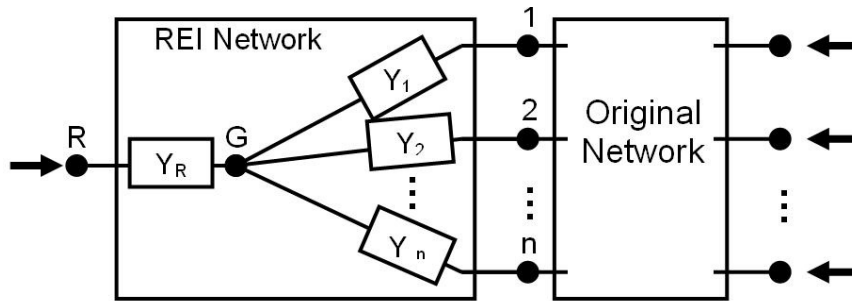 REI Network
1
Y1
R
G
2
YR
Y2
n
Yn
Original
Network